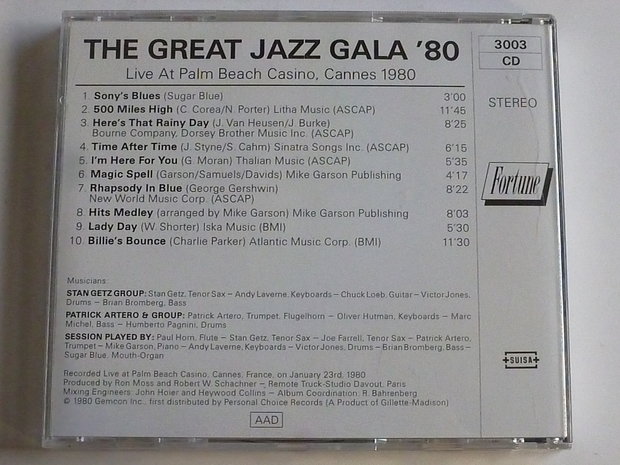 THE GREAT JAZZ GALA '80
Live At Palm Beach Casino, Cannes 1980
3003
CD
STEREO
Fortune
1. Sony's Blues (Sugar Blue) 3'00
2. 500 Miles High (C. Corea/N. Porter) Litha Music (ASCAP) 11'45
3. Here's That Rainy Day (J. Van Heusen/J. Burke) 8'25
Bourne Company, Dorsey Brother Music Inc. (ASCAP)
4. Time After Time (J. Styne/S. Cahm) Sinatra Songs Inc. (ASCAP) 6'15
5. I'm Here For You (G. Moran) Thalian Music (ASCAP) 5'35
6. Magic Spell (Garson/Samuels/Davids) Mike Garson Publishing 4'17
7. Rhapsody In Blue (George Gershwin) 8'22
New World Music Corp. (ASCAP)
8. Hits Medley (arranged by Mike Garson) Mike Garson Publishing 8'03
9. Lady Day (W. Shorter) Iska Music (BMI) 5'30
10. Billie's Bounce (Charlie Parker) Atlantic Music Corp. (BMI) 11'30
Musicians:
STAN GETZ GROUP: Stan Getz, Tenor Sax – Andy Laverne, Keyboards – Chuck Loeb, Guitar – Victor Jones,
Drums – Brian Bromberg, Bass
PATRICK ARTERO & GROUP: Patrick Artero, Trumpet, Flugelhorn – Oliver Hutman, Keyboards – Marc
Michel, Bass – Humberto Pagnini, Drums
SESSION PLAYED BY: Paul Horn, Flute – Stan Getz, Tenor Sax – Joe Farrell, Tenor Sax – Patrick Artero,
Trumpet – Mike Garson, Piano – Andy Laverne, Keyboards – Victor Jones, Drums – Brian Bromberg, Bass –
Sugar Blue, Mouth-Organ
SUISA
Recorded Live at Palm Beach Casino, Cannes, France, on January 23rd, 1980
Produced by Ron Moss and Robert W. Schachner – Remote Truck-Studio Davout, Paris
Mixing Engineers: John Hoier and Heywood Collins – Album Coordination: R. Bahrenberg
© 1980 Gemcon Inc., first distributed by Personal Choice Records (A Product of Gillette-Madison)
AAD